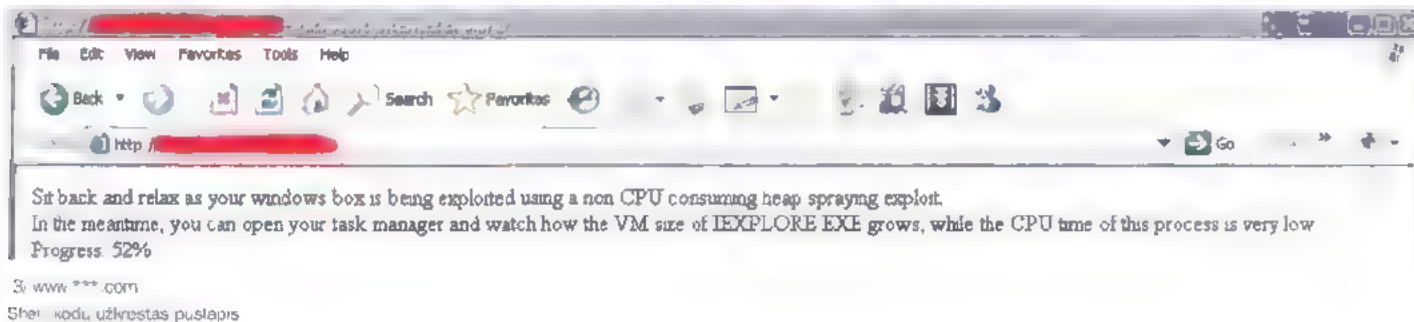 File Edit View Favorites Tools Help
Back Search Favorites
http:// Go
Sit back and relax as your windows box is being exploited using a non CPU consuming heap spraying exploit.
In the meantime, you can open your task manager and watch how the VM size of IEXPLORE EXE grows, while the CPU time of this process is very low
Progress. 52%
3/ www.***.com
kodu užkrestas puslapis